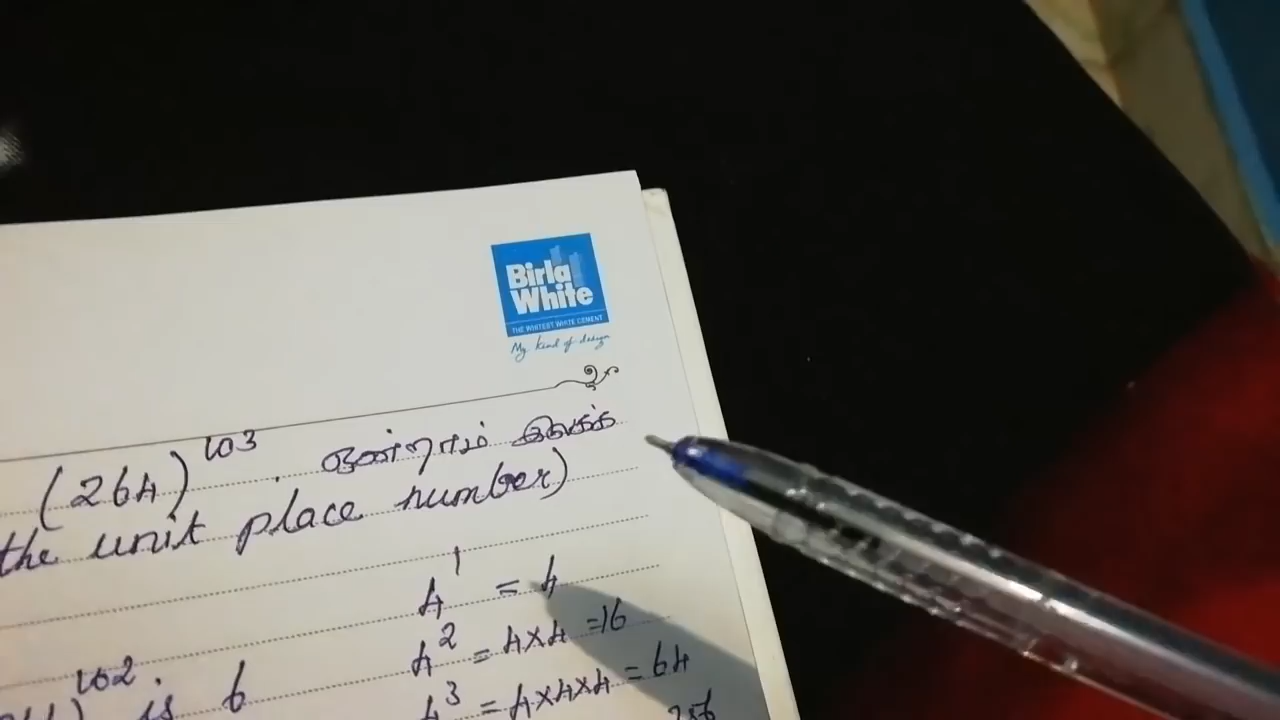 Birla
White
THE WHITEST WHITE CEMENT
My kind of design
(264)^103 . ஒன்றாம் இலக்க
the unit place number)
4^1 = 4
4^2 = 4×4 =16
102.
is 6
4^3 = 4×4×4 = 64
256